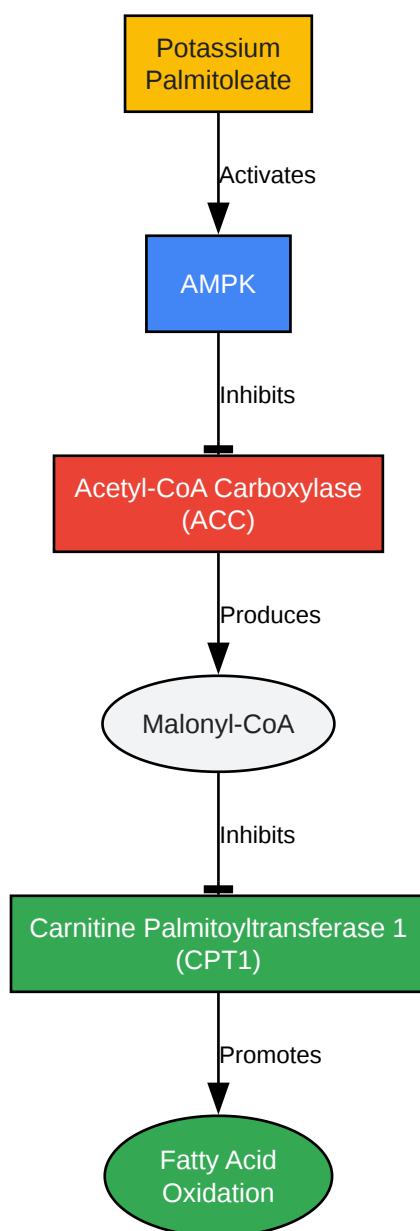 Potassium
Palmitoleate
Activates
AMPK
Inhibits
Acetyl-CoA Carboxylase
(ACC)
Produces
Malonyl-CoA
Inhibits
Carnitine Palmitoyltransferase 1
(CPT1)
Promotes
Fatty Acid
Oxidation